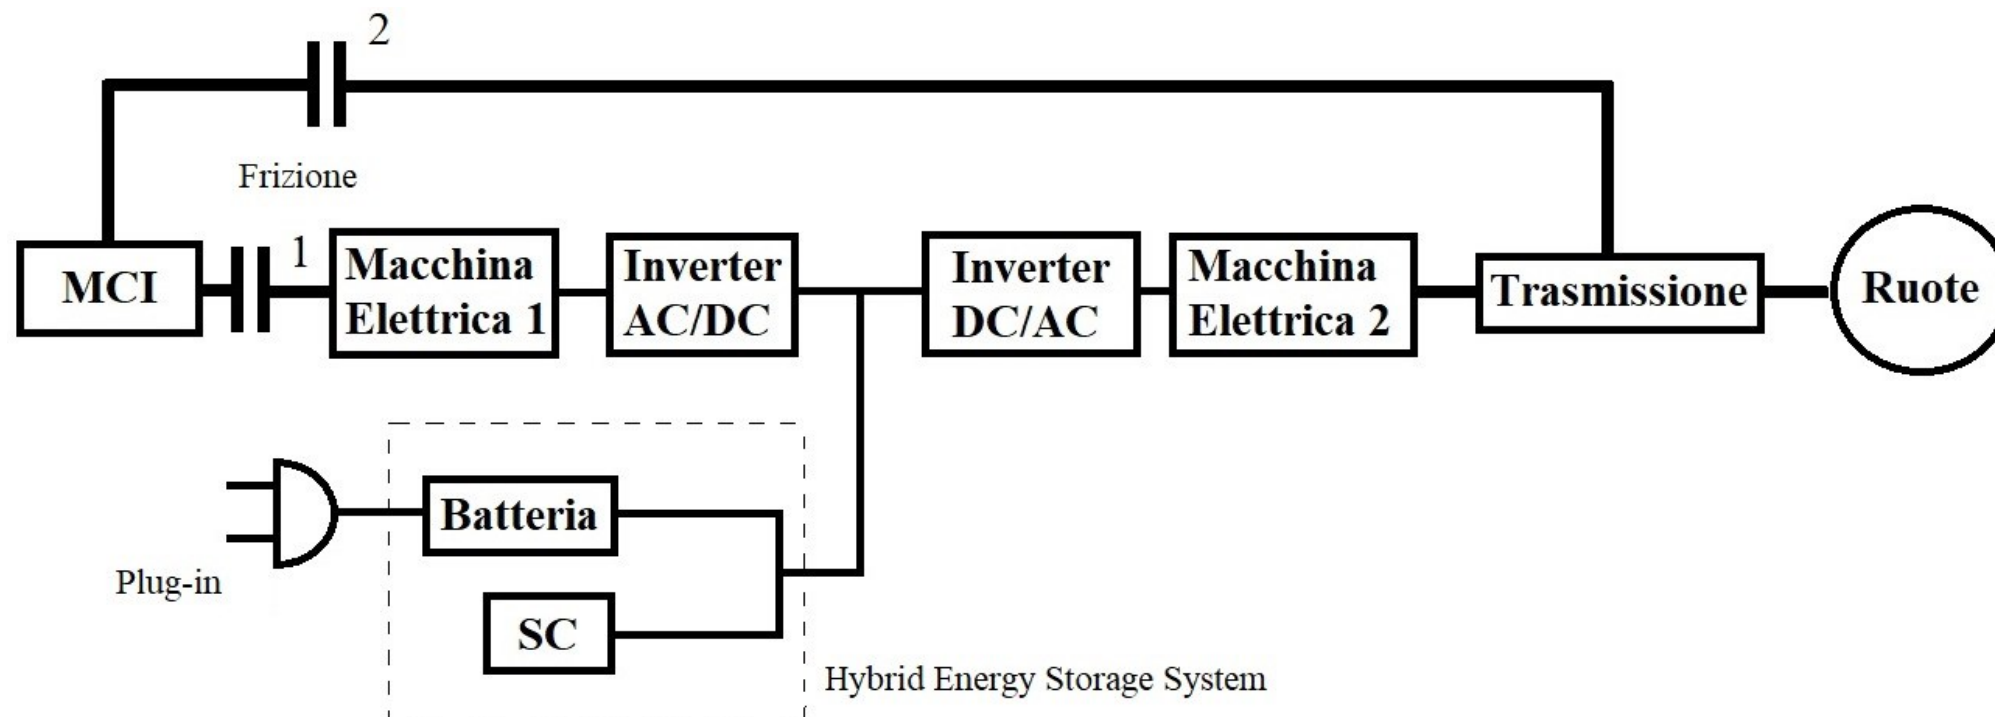 2
Frizione
MCI
1
Macchina
Elettrica 1
Inverter
AC/DC
Inverter
DC/AC
Macchina
Elettrica 2
Trasmissione
Ruote
Batteria
Plug-in
SC
Hybrid Energy Storage System